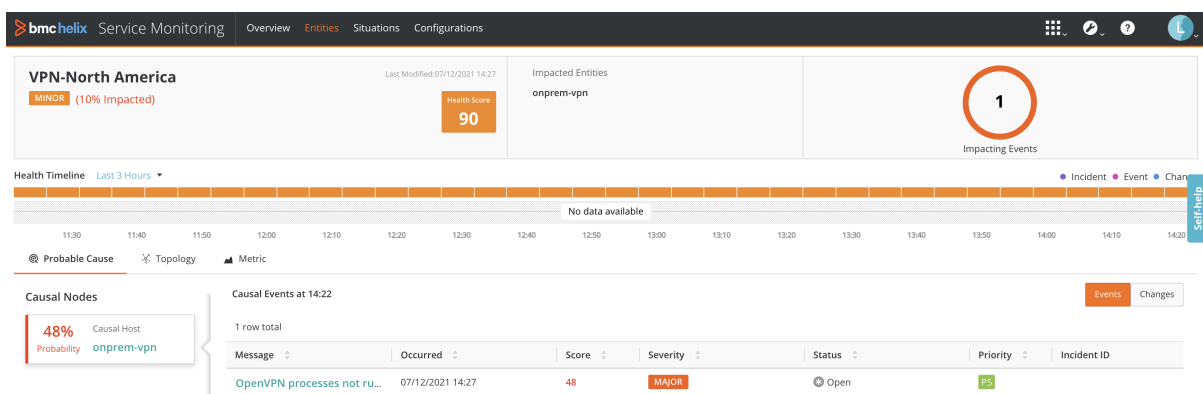 bmc helix Service Monitoring Overview Entities Situations Configurations L
VPN-North America
Last Modified:07/12/2021 14:27
MINOR (10% Impacted)
Health Score
90
Impacted Entities
onprem-vpn
1
Impacting Events
Health Timeline Last 3 Hours
Incident Event Chan
Self-help
No data available
11:30 11:40 11:50 12:00 12:10 12:20 12:30 12:40 12:50 13:00 13:10 13:20 13:30 13:40 13:50 14:00 14:10 14:20
Probable Cause Topology Metric
Causal Nodes
48%
Probability
Causal Host
onprem-vpn
Causal Events at 14:22
Events Changes
1 row total
Message Occurred Score Severity Status Priority Incident ID
OpenVPN processes not ru... 07/12/2021 14:27 48 MAJOR Open P5